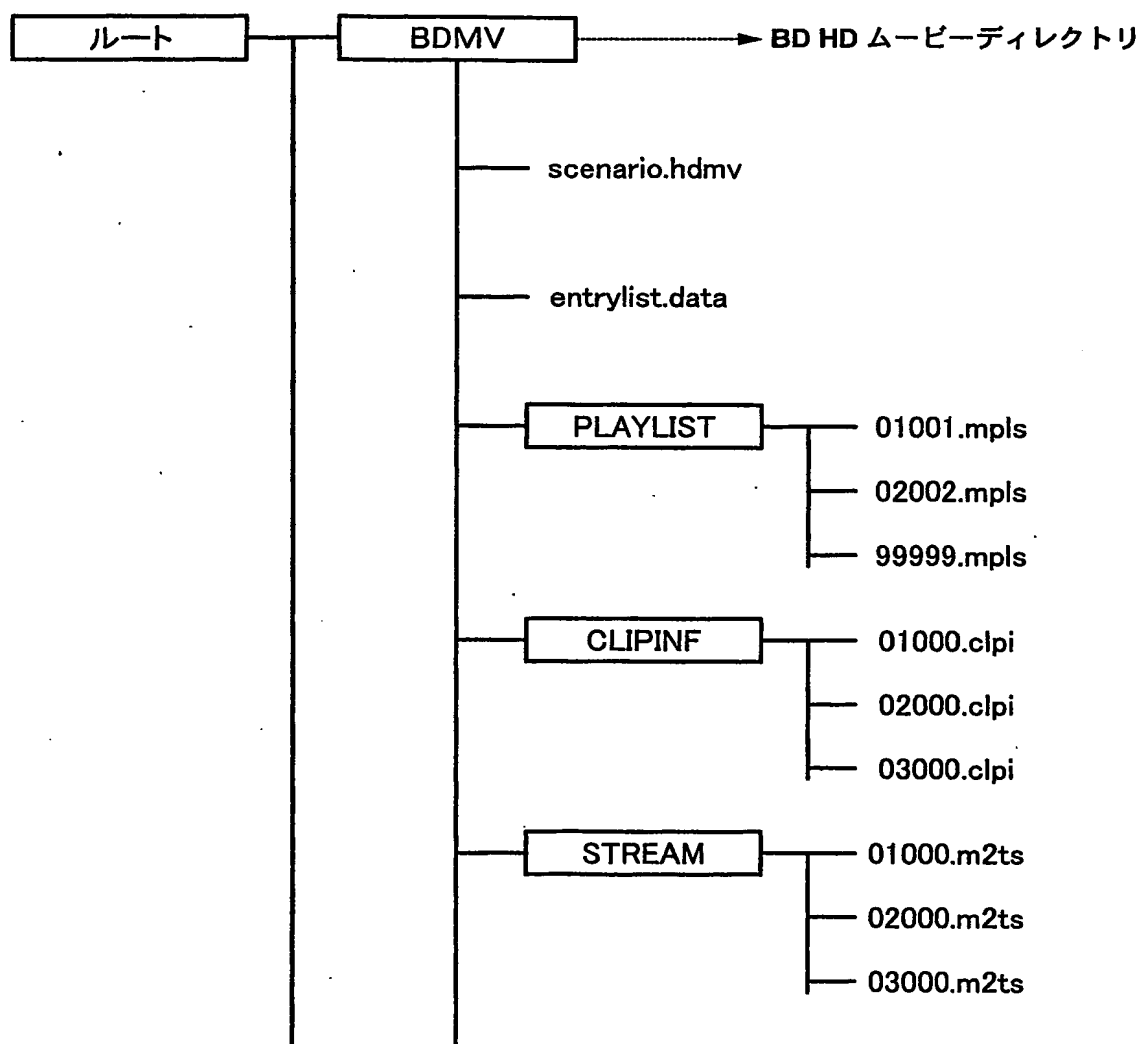 ルート
BDMV
BD HD ムービーディレクトリ
scenario.hdmv
entrylist.data
PLAYLIST
01001.mpls
02002.mpls
99999.mpls
CLIPINF
01000.clpi
02000.clpi
03000.clpi
STREAM
01000.m2ts
02000.m2ts
03000.m2ts